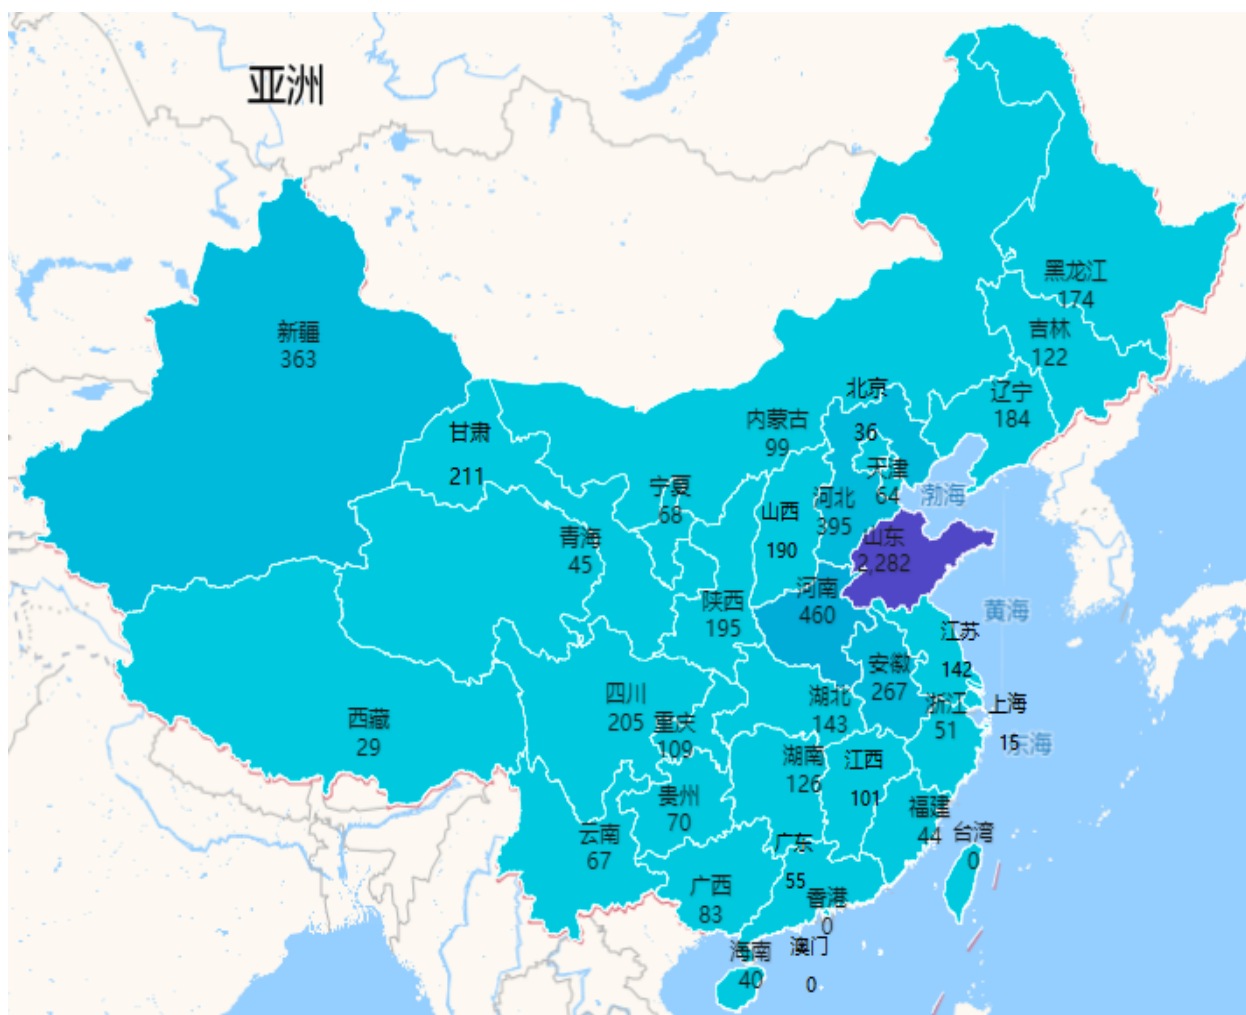 亚洲
黑龙江
174
新疆
363
吉林
122
北京
36
辽宁
184
内蒙古
99
甘肃
211
天津
64
宁夏
68
河北
395
渤海
山西
190
青海
45
山东
2,282
河南
460
陕西
195
黄海
江苏
142
安徽
267
四川
205
湖北
143
浙江
51
上海
15
东海
西藏
29
重庆
109
湖南
126
江西
101
贵州
70
福建
44
云南
67
台湾
0
广东
55
广西
83
香港
0
海南
40
澳门
0